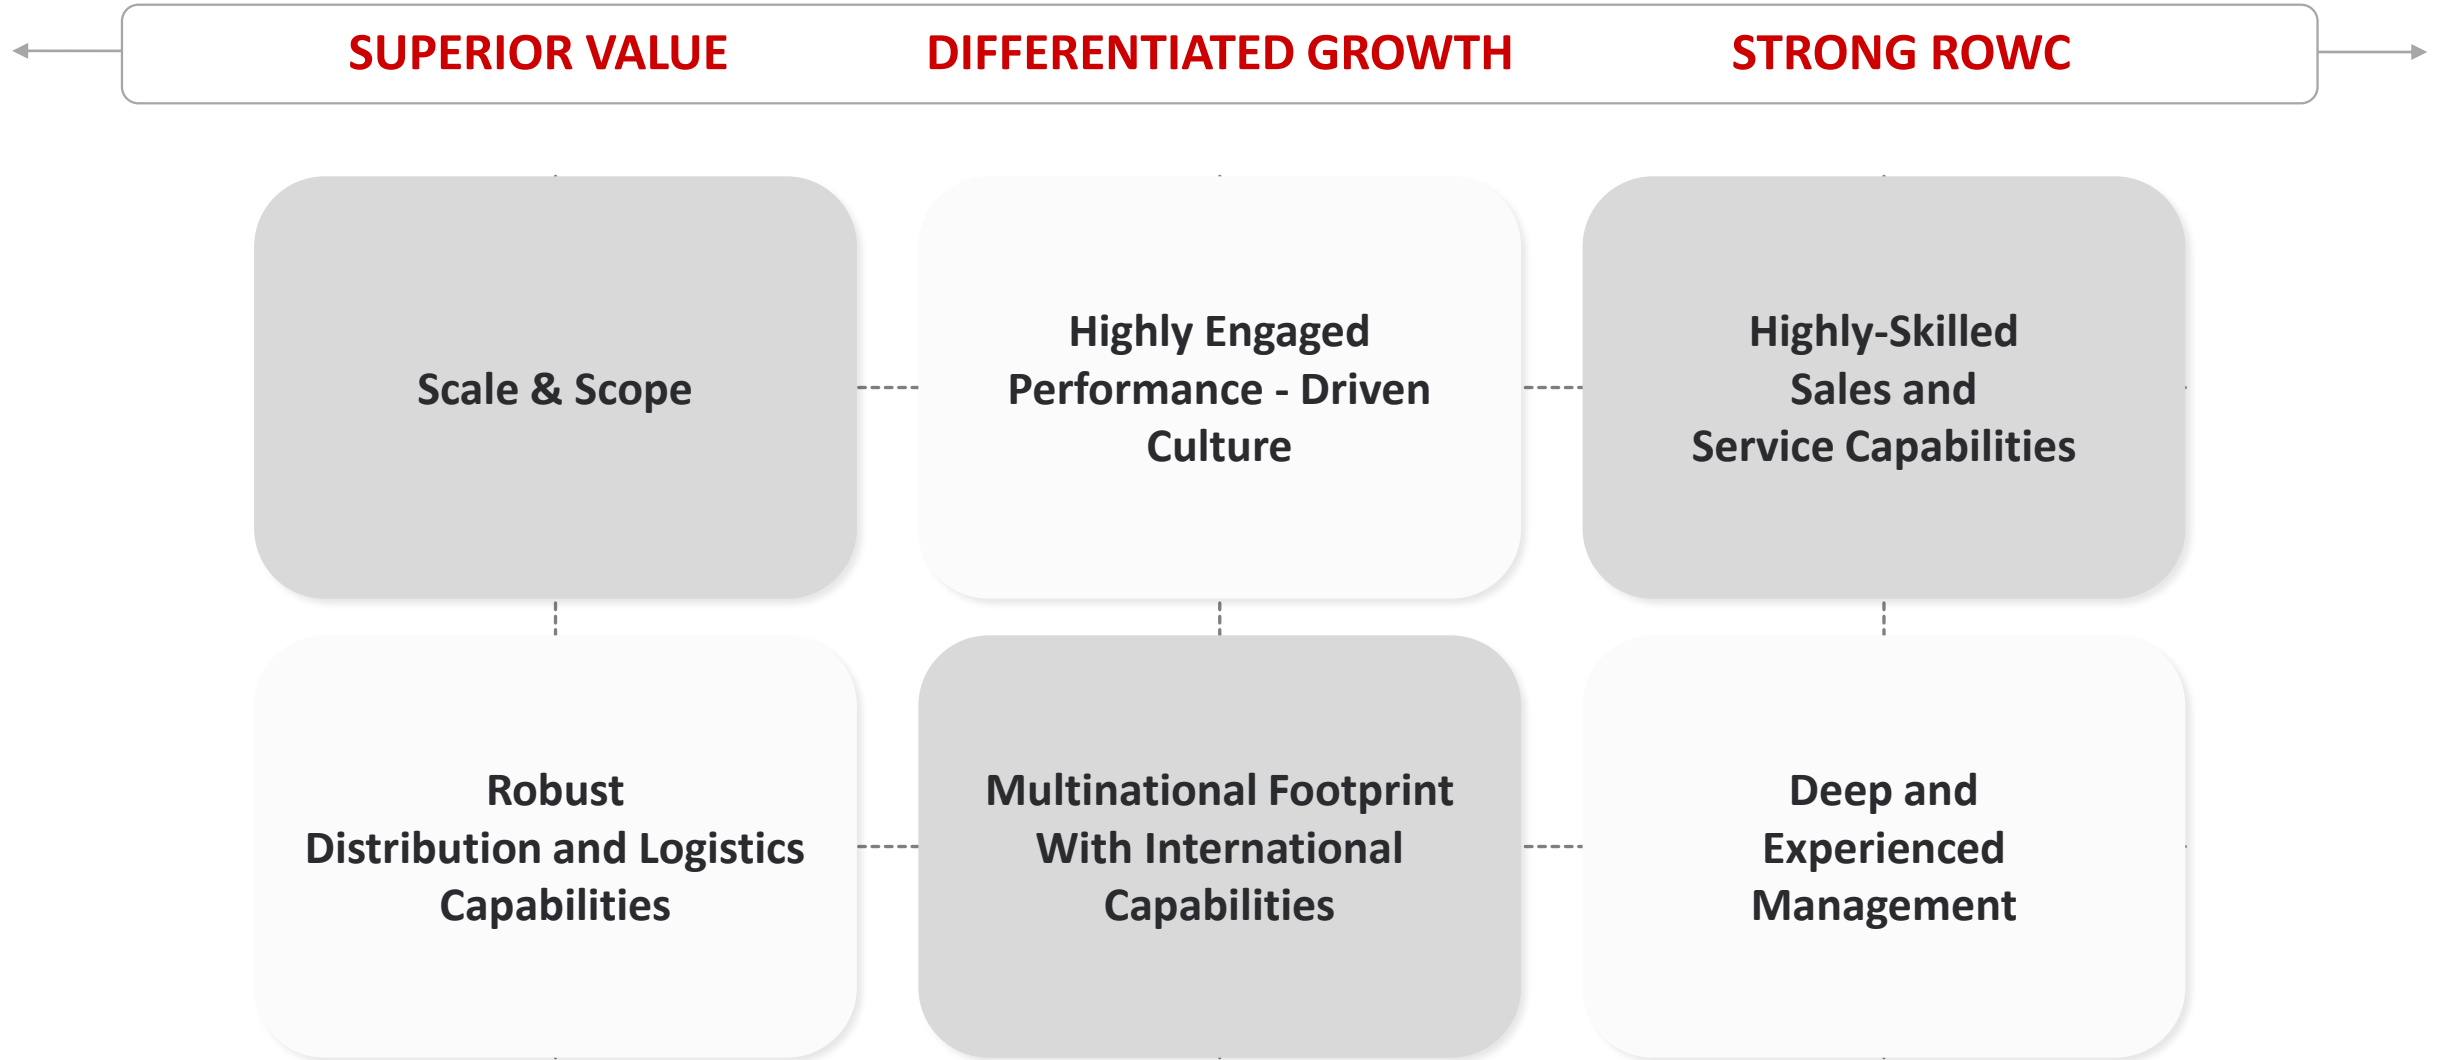 SUPERIOR VALUE DIFFERENTIATED GROWTH STRONG ROWC
Scale & Scope
Highly Engaged
Performance - Driven
Culture
Highly-Skilled
Sales and
Service Capabilities
Robust
Distribution and Logistics
Capabilities
Multinational Footprint
With International
Capabilities
Deep and
Experienced
Management